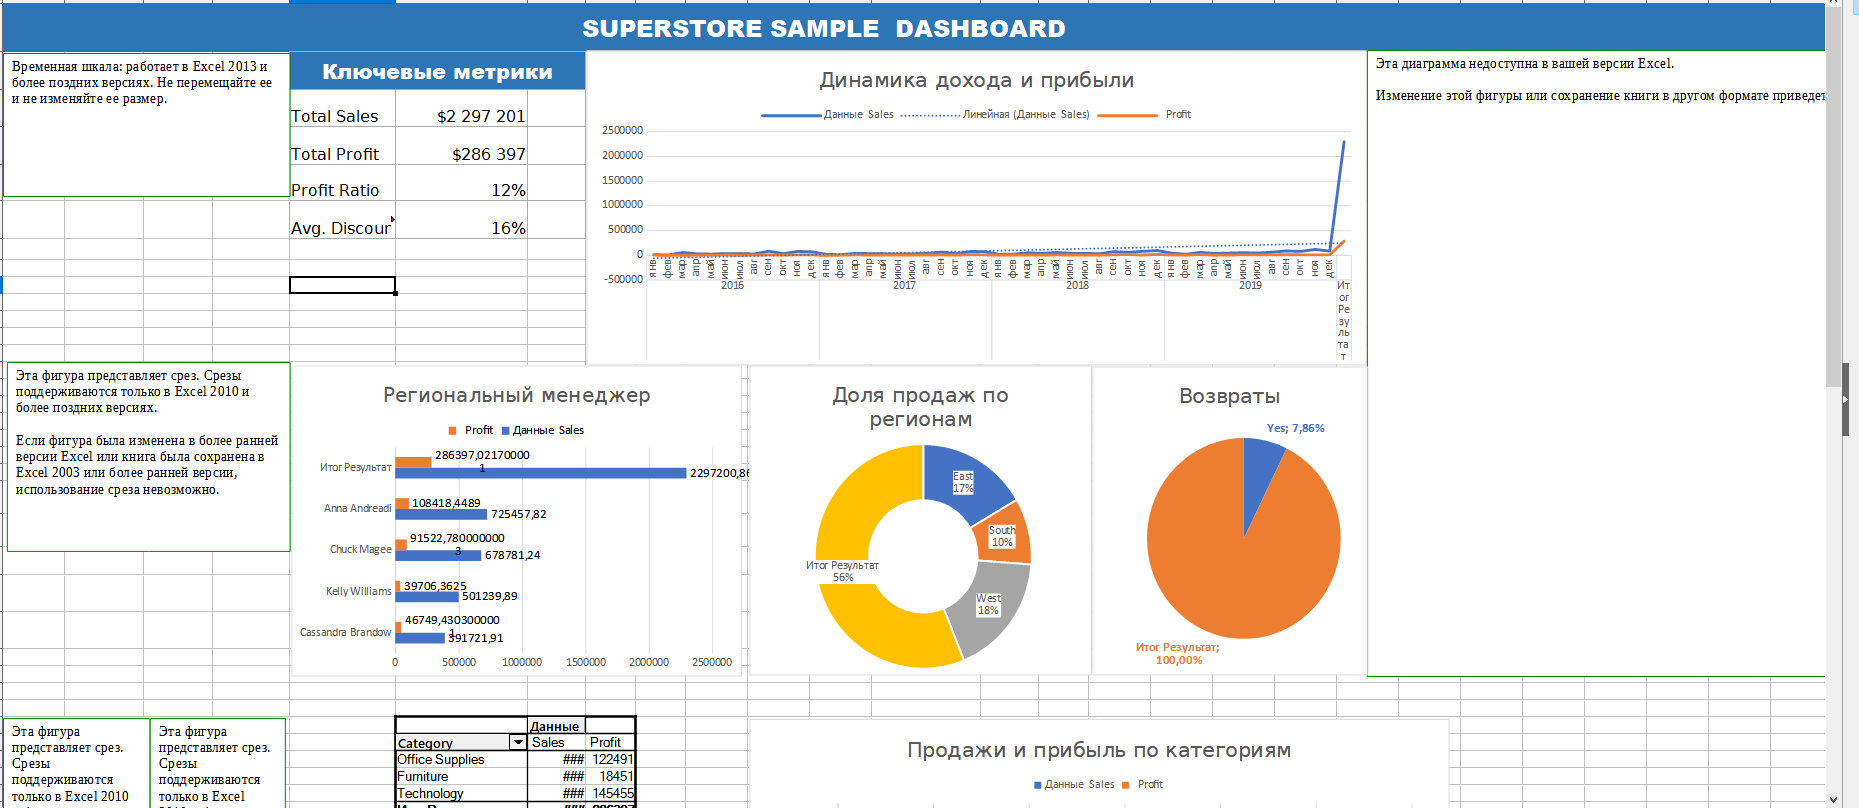 SUPERSTORE SAMPLE  DASHBOARD
Временная шкала: работает в Excel 2013 и
более поздних версиях. Не перемещайте ее
и не изменяйте ее размер.
Ключевые метрики
Total Sales $2 297 201
Total Profit $286 397
Profit Ratio 12%
Avg. Discour 16%
Динамика дохода и прибыли
Данные Sales Линейная (Данные Sales) Profit
2500000
2000000
1500000
1000000
500000
0
-500000
янв фев мар апр май июн июл авг сен окт ноя дек янв фев мар апр май июн июл авг сен окт ноя дек янв фев мар апр май июн июл авг сен окт ноя дек янв фев мар апр май июн июл авг сен окт ноя дек
2016 2017 2018 2019
Ит
ог
Ре
зу
ль
та
т
Эта диаграмма недоступна в вашей версии Excel.
Изменение этой фигуры или сохранение книги в другом формате приведет
Эта фигура представляет срез. Срезы
поддерживаются только в Excel 2010 и
более поздних версиях.
Если фигура была изменена в более ранней
версии Excel или книга была сохранена в
Excel 2003 или более ранней версии,
использование среза невозможно.
Региональный менеджер
Profit Данные Sales
Итог Результат 286397,02170000
1
2297200,86
Anna Andreadi 108418,4489
725457,82
Chuck Magee 91522,780000000
3
678781,24
Kelly Williams 39706,3625
501239,89
Cassandra Brandow 46749,430300000
1
391721,91
0 500000 1000000 1500000 2000000 2500000
Доля продаж по
регионам
East
17%
South
10%
West
18%
Итог Результат
56%
Возвраты
Yes; 7,86%
Итог Результат;
100,00%
Эта фигура
представляет срез.
Срезы
поддерживаются
только в Excel 2010
Эта фигура
представляет срез.
Срезы
поддерживаются
только в Excel
Данные
Category Sales Profit
Office Supplies ### 122491
Furniture ### 18451
Technology ### 145455
Продажи и прибыль по категориям
Данные Sales Profit